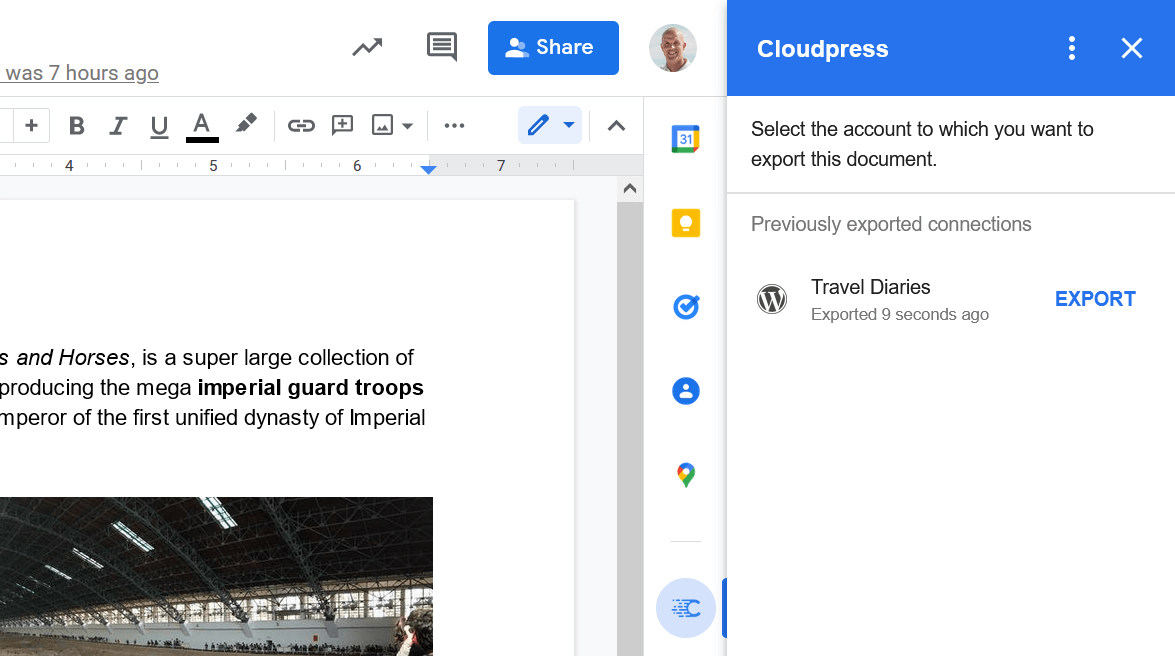 Share
was 7 hours ago
B I U A
4 5 6 7
31
s and Horses, is a super large collection of
producing the mega imperial guard troops
mperor of the first unified dynasty of Imperial
Cloudpress
Select the account to which you want to
export this document.
Previously exported connections
Travel Diaries
Exported 9 seconds ago
EXPORT